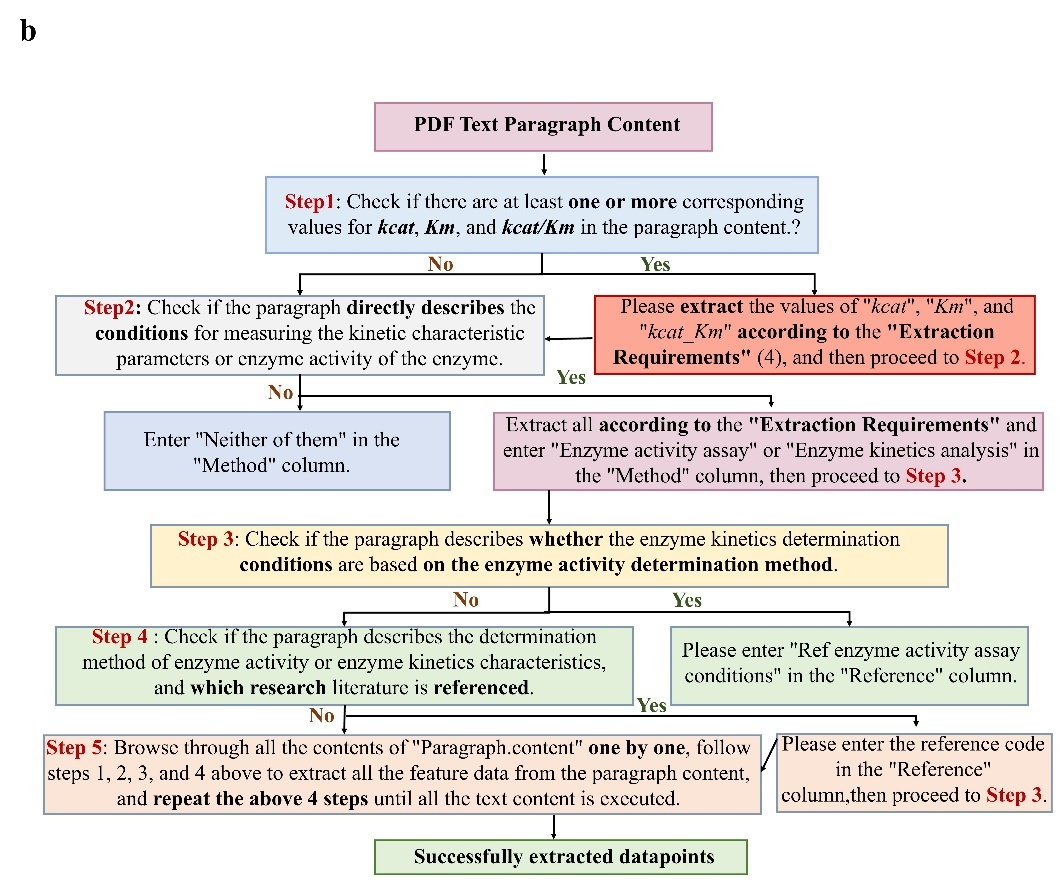 b
PDF Text Paragraph Content
Step1: Check if there are at least one or more corresponding
values for kcat, Km, and kcat/Km in the paragraph content.?
No
Yes
Step2: Check if the paragraph directly describes the
conditions for measuring the kinetic characteristic
parameters or enzyme activity of the enzyme.
Please extract the values of "kcat", "Km", and
"kcat_Km" according to the "Extraction
Requirements" (4), and then proceed to Step 2.
No
Yes
Enter "Neither of them" in the
"Method" column.
Extract all according to the "Extraction Requirements" and
enter "Enzyme activity assay" or "Enzyme kinetics analysis" in
the "Method" column, then proceed to Step 3.
Step 3: Check if the paragraph describes whether the enzyme kinetics determination
conditions are based on the enzyme activity determination method.
No
Yes
Step 4 : Check if the paragraph describes the determination
method of enzyme activity or enzyme kinetics characteristics,
and which research literature is referenced.
Please enter "Ref enzyme activity assay
conditions" in the "Reference" column.
No
Yes
Step 5: Browse through all the contents of "Paragraph.content" one by one, follow
steps 1, 2, 3, and 4 above to extract all the feature data from the paragraph content,
and repeat the above 4 steps until all the text content is executed.
Please enter the reference code
in the "Reference"
column,then proceed to Step 3.
Successfully extracted datapoints